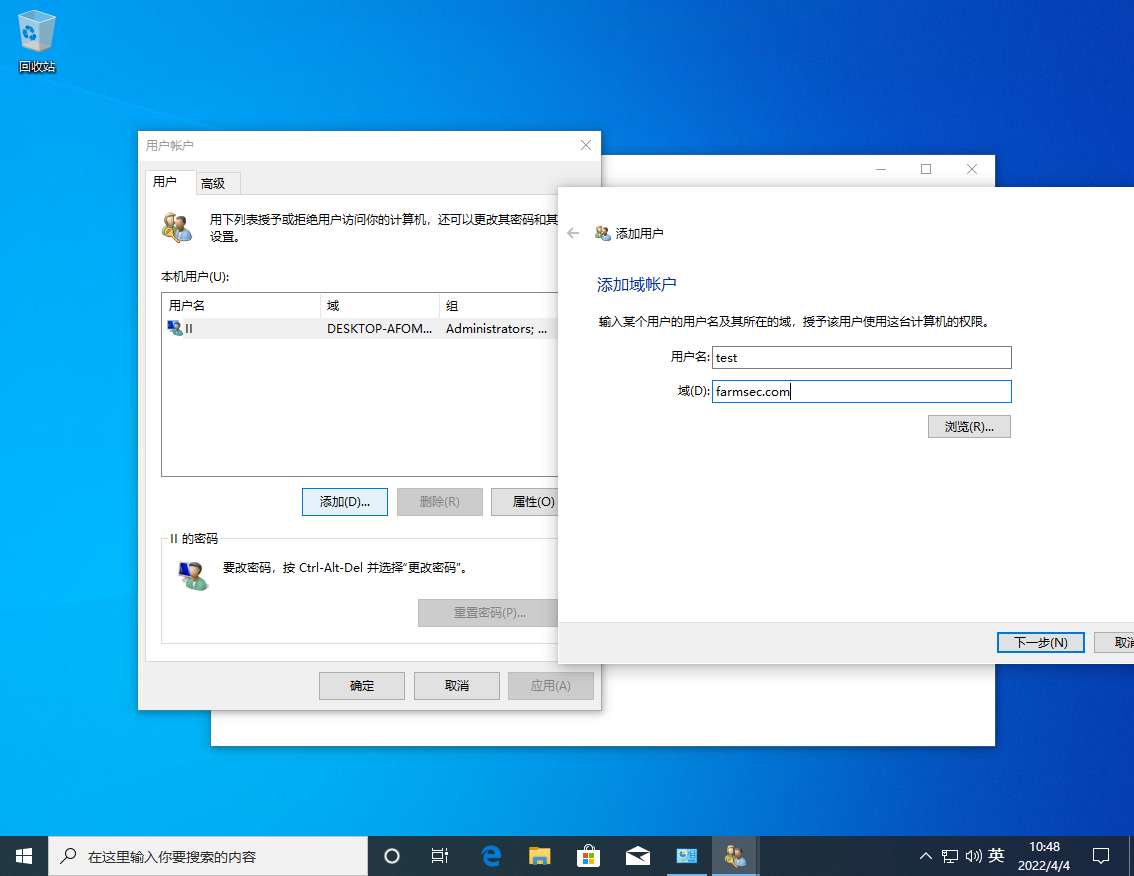 回收站
用户帐户
用户
高级
用下列表授予或拒绝用户访问你的计算机，还可以更改其密码和其
设置。
本机用户(U):
用户名
域
组
II
DESKTOP-AFOM...
Administrators; ...
添加(D)...
删除(R)
属性(O)
II 的密码
要改密码，按 Ctrl-Alt-Del 并选择“更改密码”。
重置密码(P)...
确定
取消
应用(A)
添加用户
添加域帐户
输入某个用户的用户名及其所在的域，授予该用户使用这台计算机的权限。
用户名:
test
域(D):
farmsec.com
浏览(R)...
下一步(N)
取消
在这里输入你要搜索的内容
英
10:48
2022/4/4